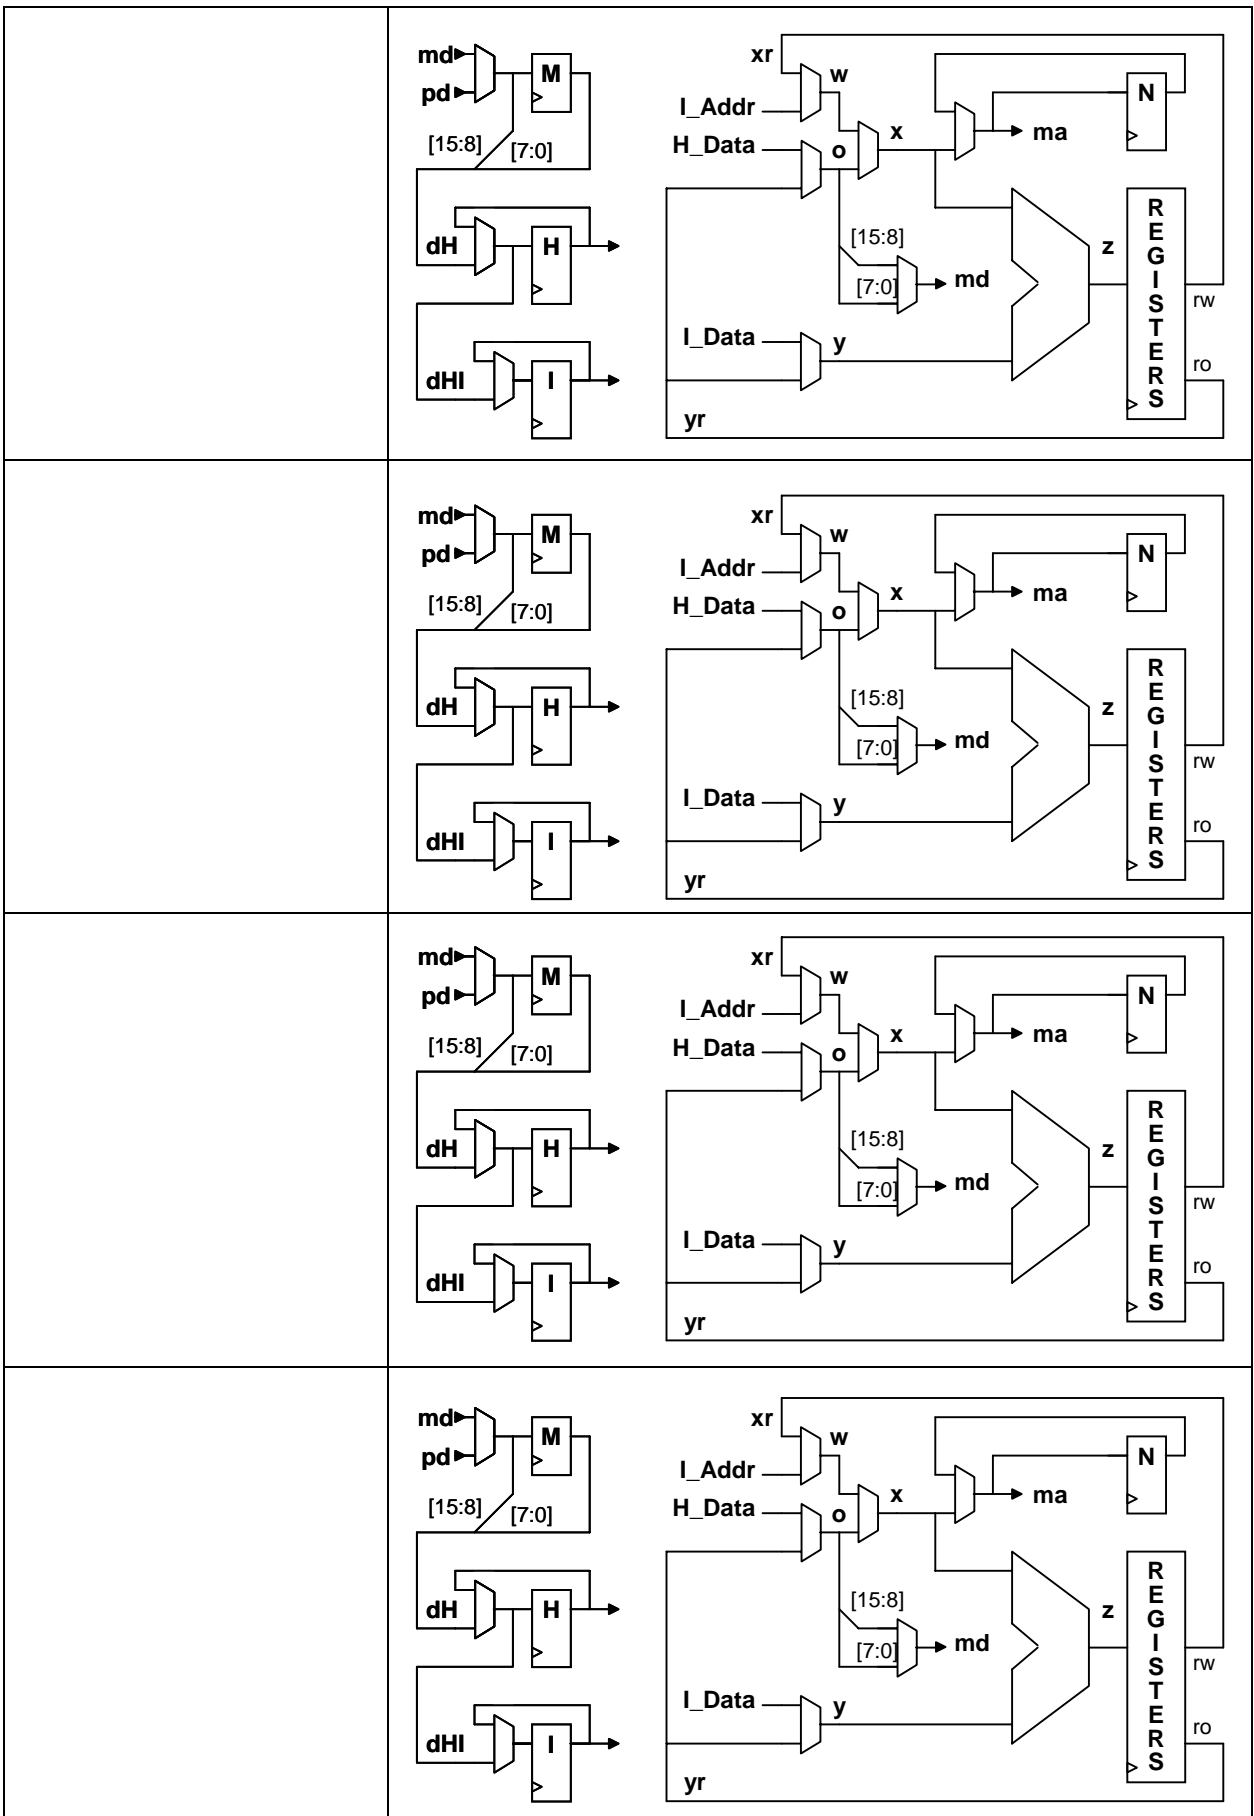 md
pd
M
[15:8]
[7:0]
dH
H
dHI
I
xr
w
I_Addr
H_Data
o
x
ma
N
[15:8]
[7:0]
md
I_Data
y
yr
z
REGISTERS
rw
ro
md
pd
M
[15:8]
[7:0]
dH
H
dHI
I
xr
w
I_Addr
H_Data
o
x
ma
N
[15:8]
[7:0]
md
I_Data
y
yr
z
REGISTERS
rw
ro
md
pd
M
[15:8]
[7:0]
dH
H
dHI
I
xr
w
I_Addr
H_Data
o
x
ma
N
[15:8]
[7:0]
md
I_Data
y
yr
z
REGISTERS
rw
ro
md
pd
M
[15:8]
[7:0]
dH
H
dHI
I
xr
w
I_Addr
H_Data
o
x
ma
N
[15:8]
[7:0]
md
I_Data
y
yr
z
REGISTERS
rw
ro